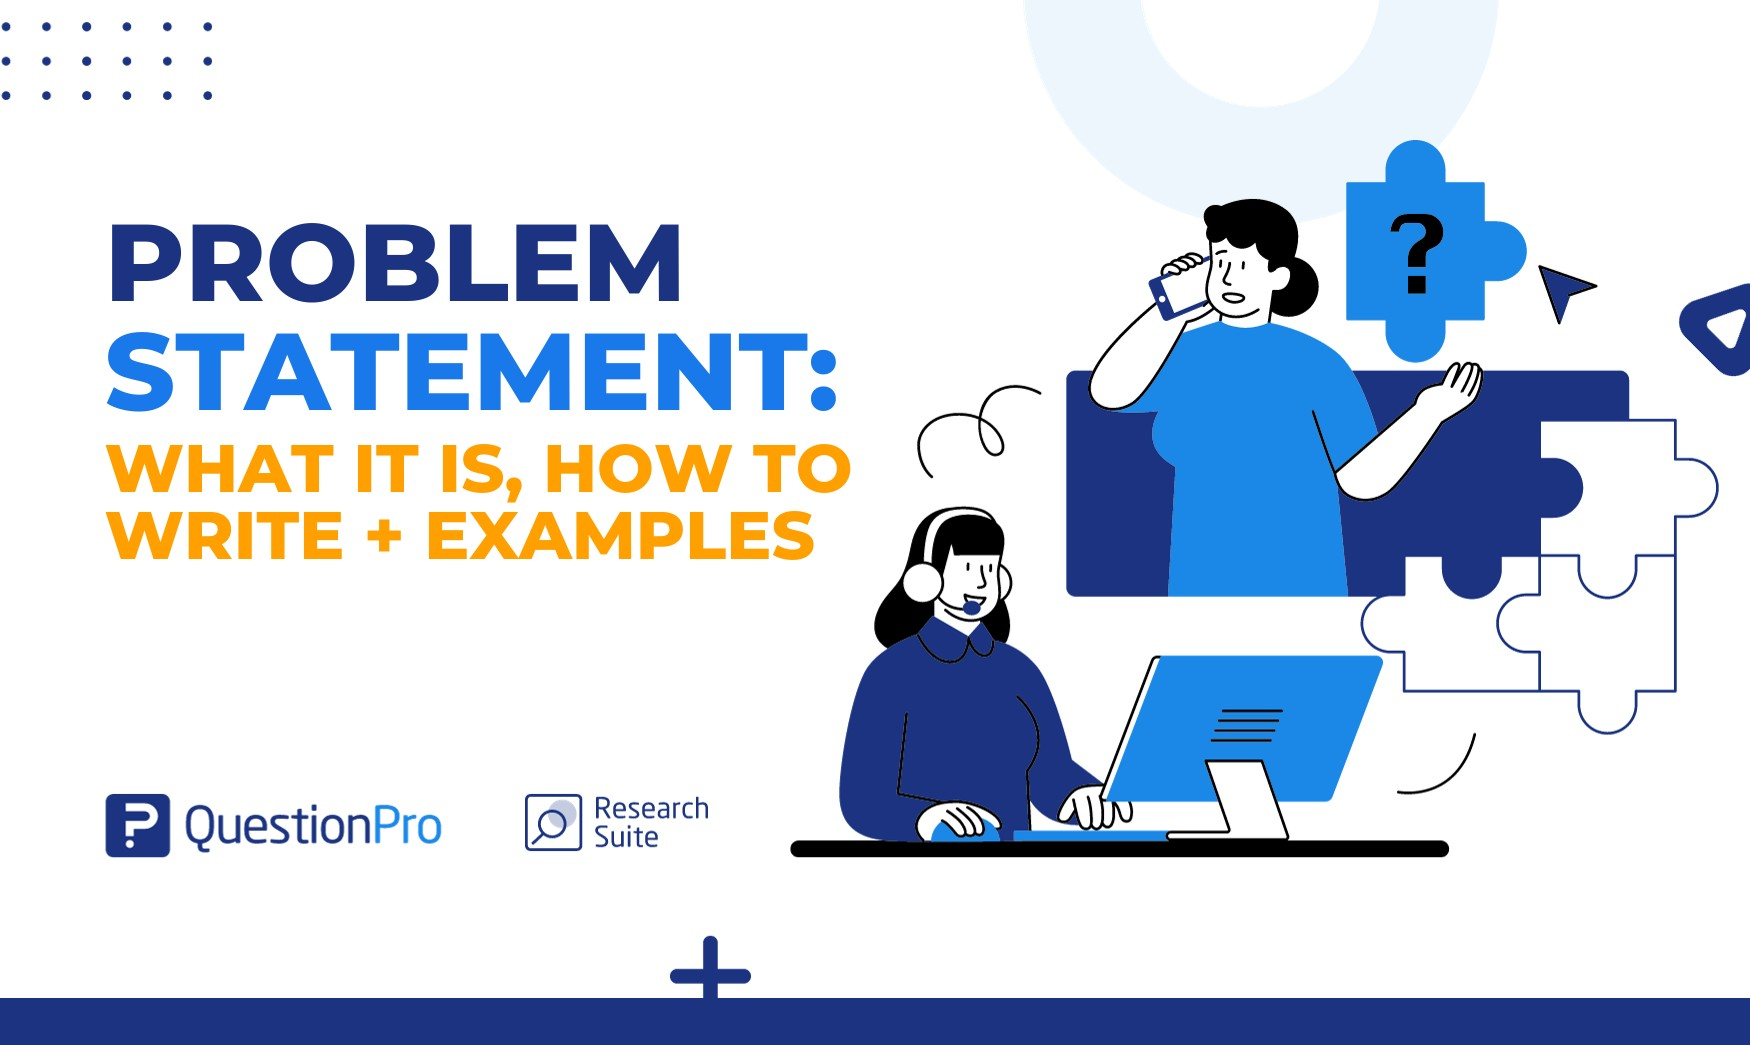 PROBLEM
STATEMENT:
WHAT IT IS, HOW TO
WRITE + EXAMPLES
?
QuestionPro
Research
Suite